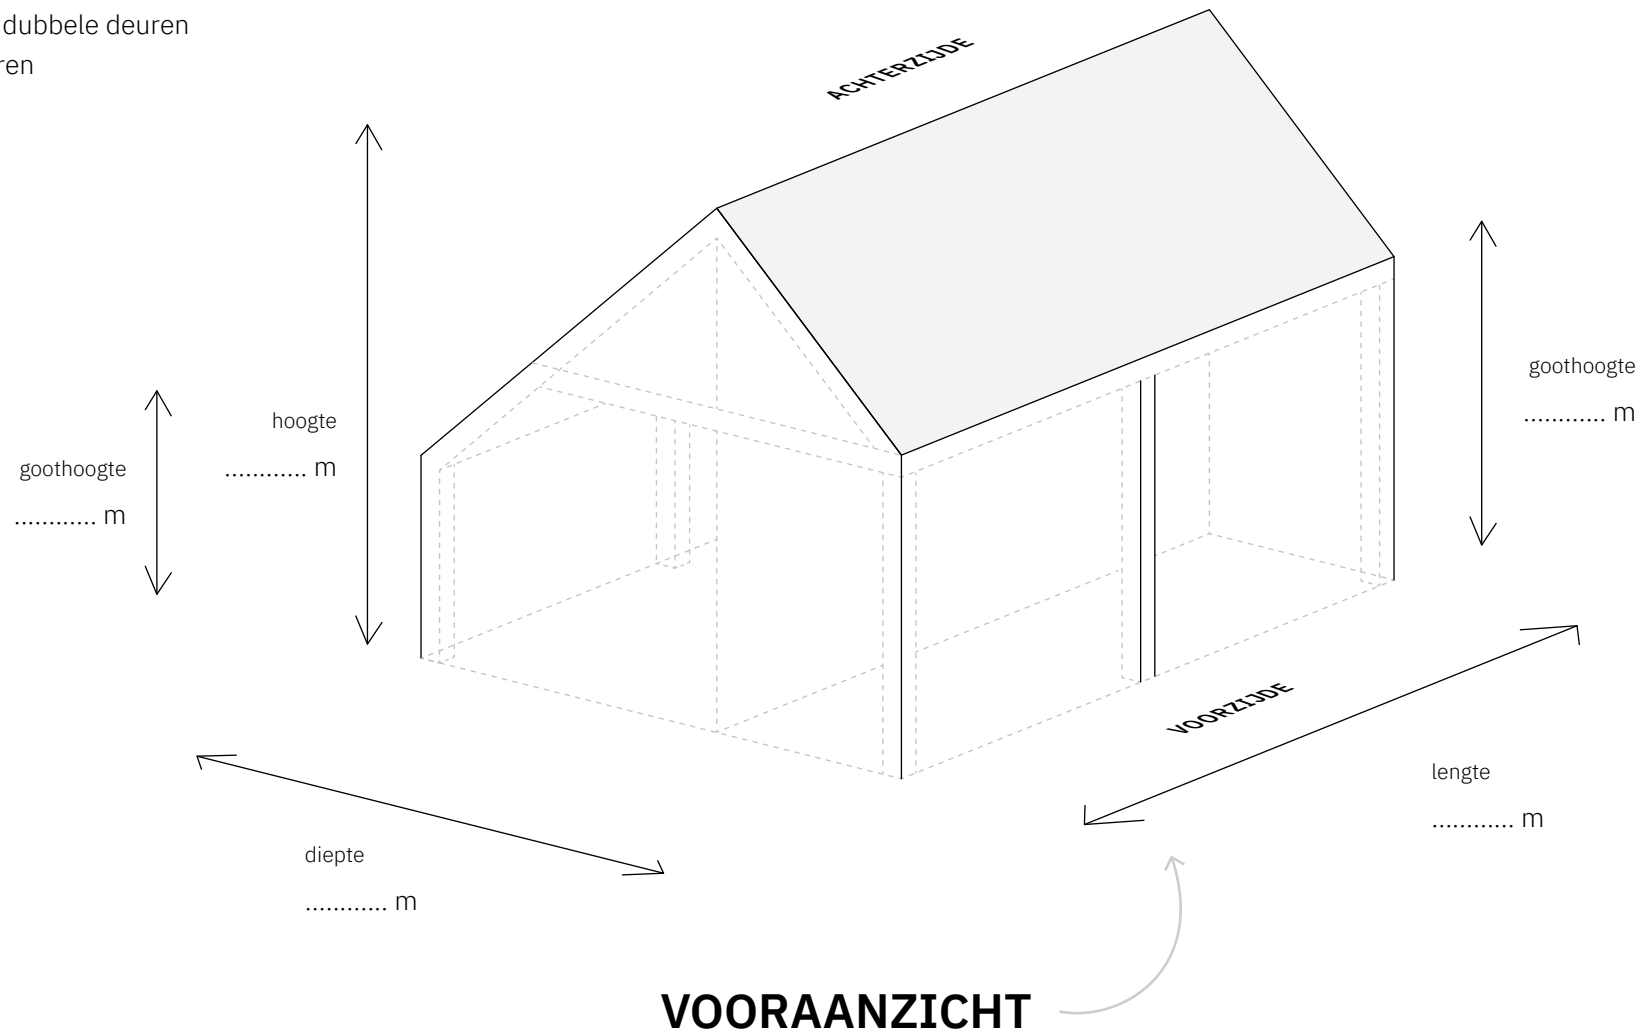 dubbele deuren
ren
ACHTERZIJDE
goothoogte
............ m
hoogte
............ m
goothoogte
............ m
VOORZIJDE
lengte
............ m
diepte
............ m
VOORAANZICHT